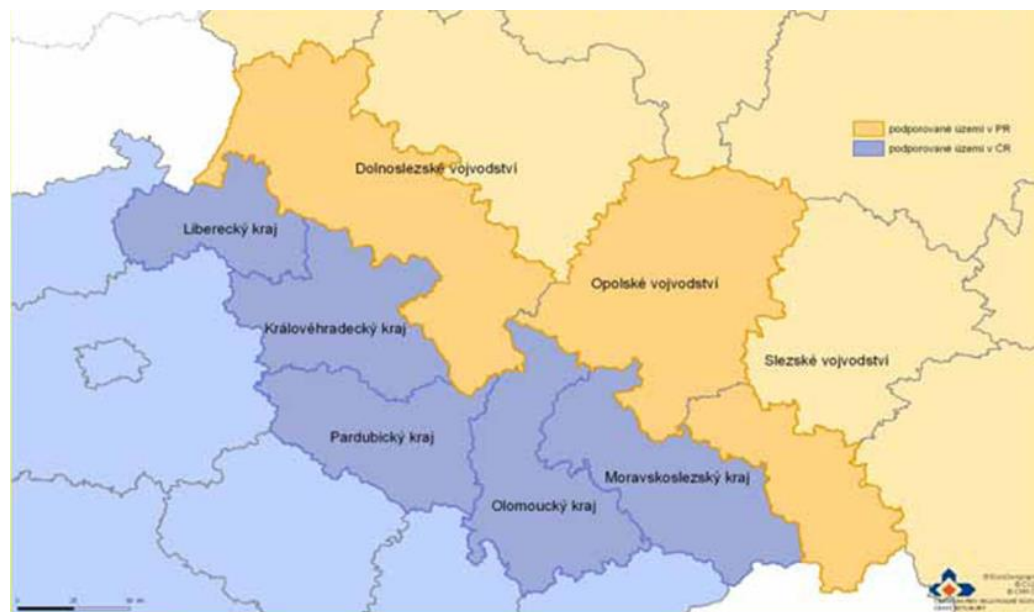 podporované území v PR
podporované území v ČR
Dolnoslezské vojvodství
Liberecký kraj
Opolské vojvodství
Královéhradecký kraj
Slezské vojvodství
Pardubický kraj
Moravskoslezský kraj
Olomoucký kraj